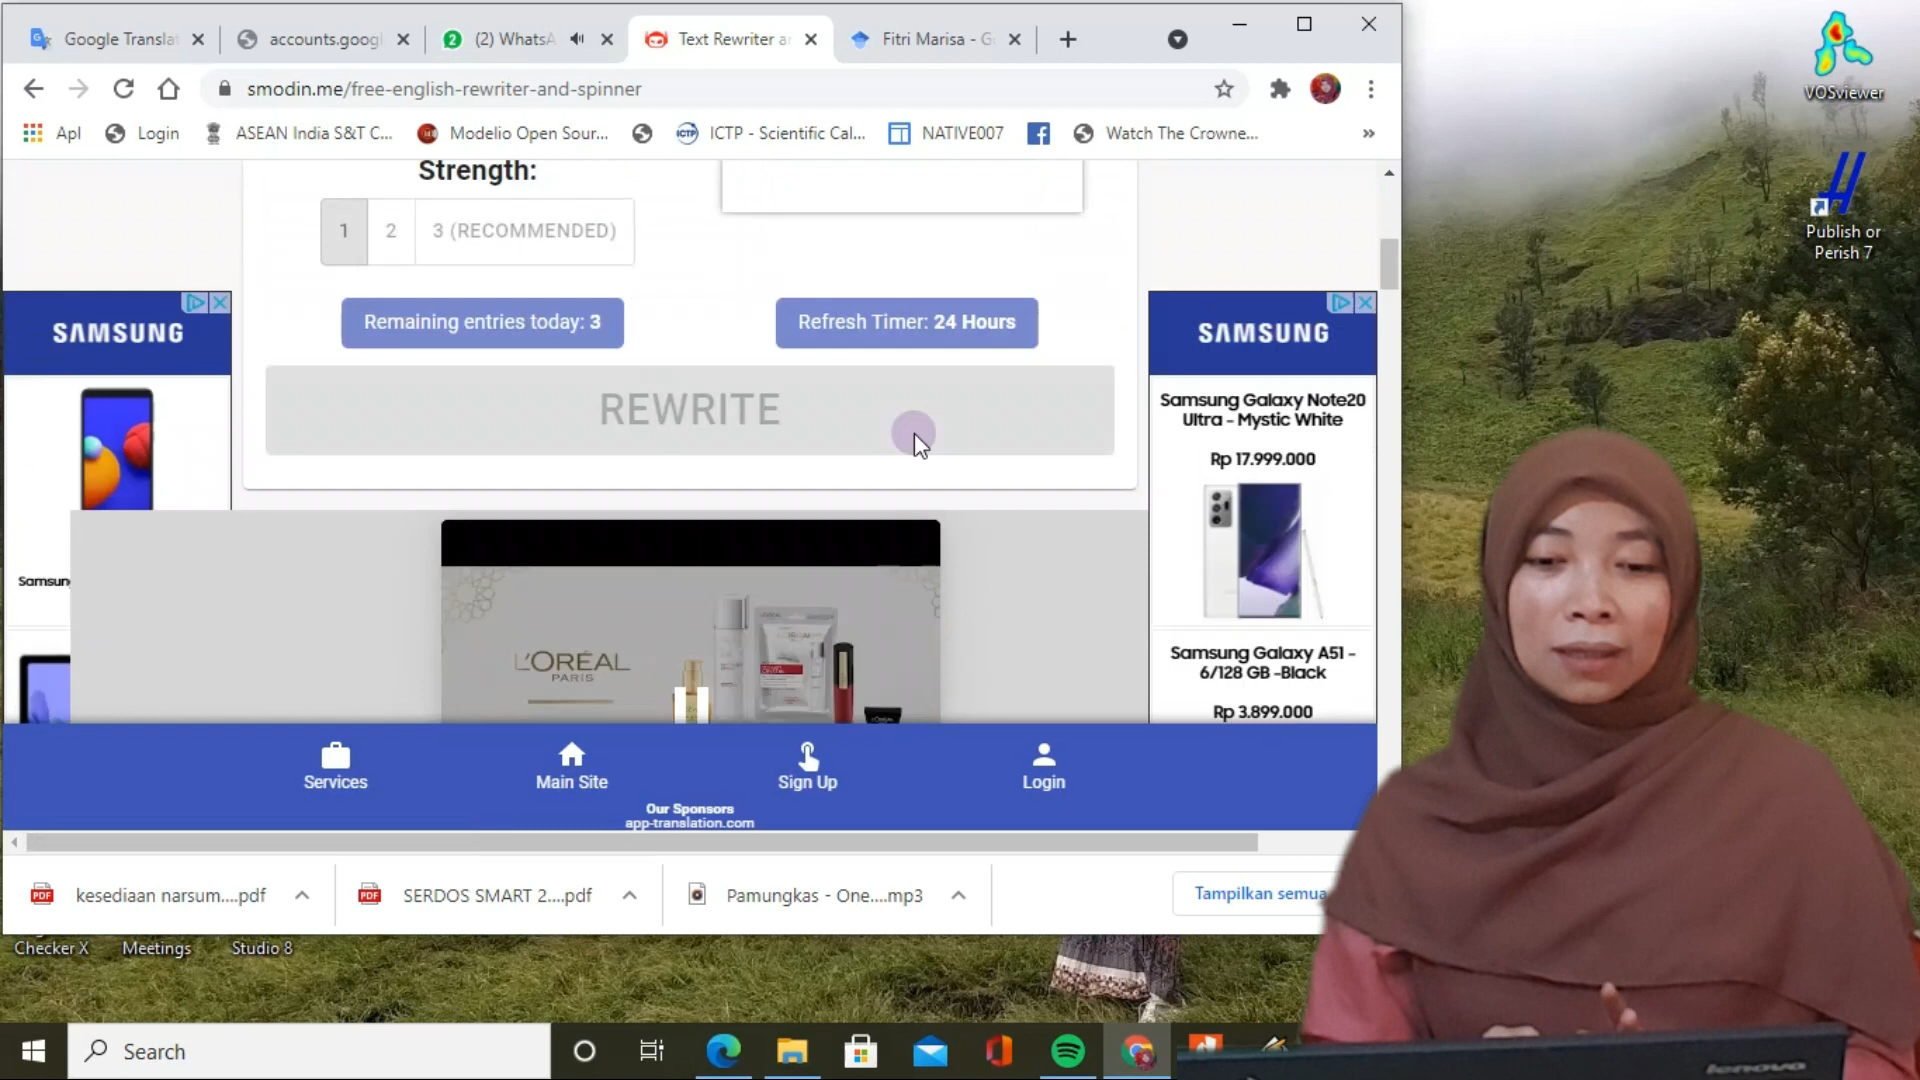 Google Translat
accounts.googl
(2) WhatsA
Text Rewriter a
Fitri Marisa - G
smodin.me/free-english-rewriter-and-spinner
Apl
Login
ASEAN India S&T C...
Modelio Open Sour...
ICTP - Scientific Cal...
NATIVE007
Watch The Crowne...
»
VOSviewer
Publish or
Perish 7
Strength:
1
2
3 (RECOMMENDED)
Remaining entries today: 3
Refresh Timer: 24 Hours
REWRITE
SAMSUNG
Samsun
SAMSUNG
Samsung Galaxy Note20
Ultra - Mystic White
Rp 17.999.000
Samsung Galaxy A51 -
6/128 GB -Black
Rp 3.899.000
L'ORÉAL
PARIS
Services
Main Site
Sign Up
Login
Our Sponsors
app-translation.com
kesediaan narsum....pdf
SERDOS SMART 2....pdf
Pamungkas - One....mp3
Tampilkan semua
Checker X
Meetings
Studio 8
Search
lenovo